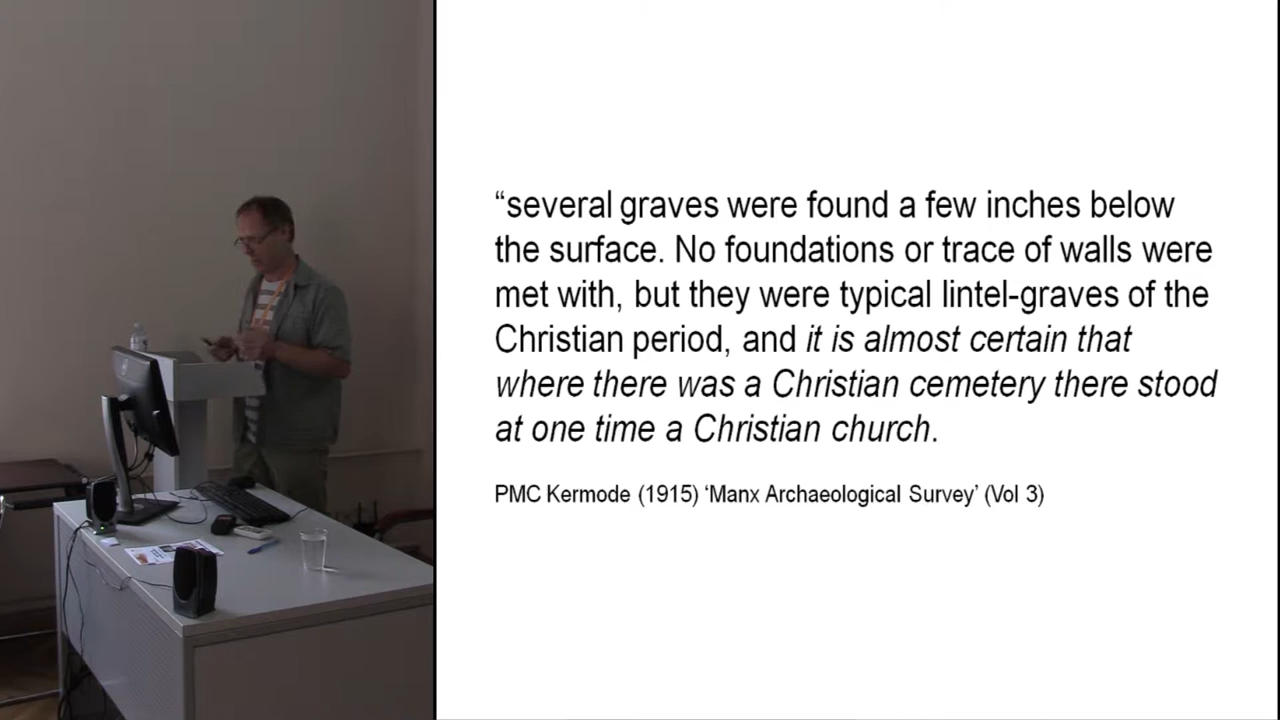 “several graves were found a few inches below
the surface. No foundations or trace of walls were
met with, but they were typical lintel-graves of the
Christian period, and it is almost certain that
where there was a Christian cemetery there stood
at one time a Christian church.
PMC Kermode (1915) ‘Manx Archaeological Survey’ (Vol 3)